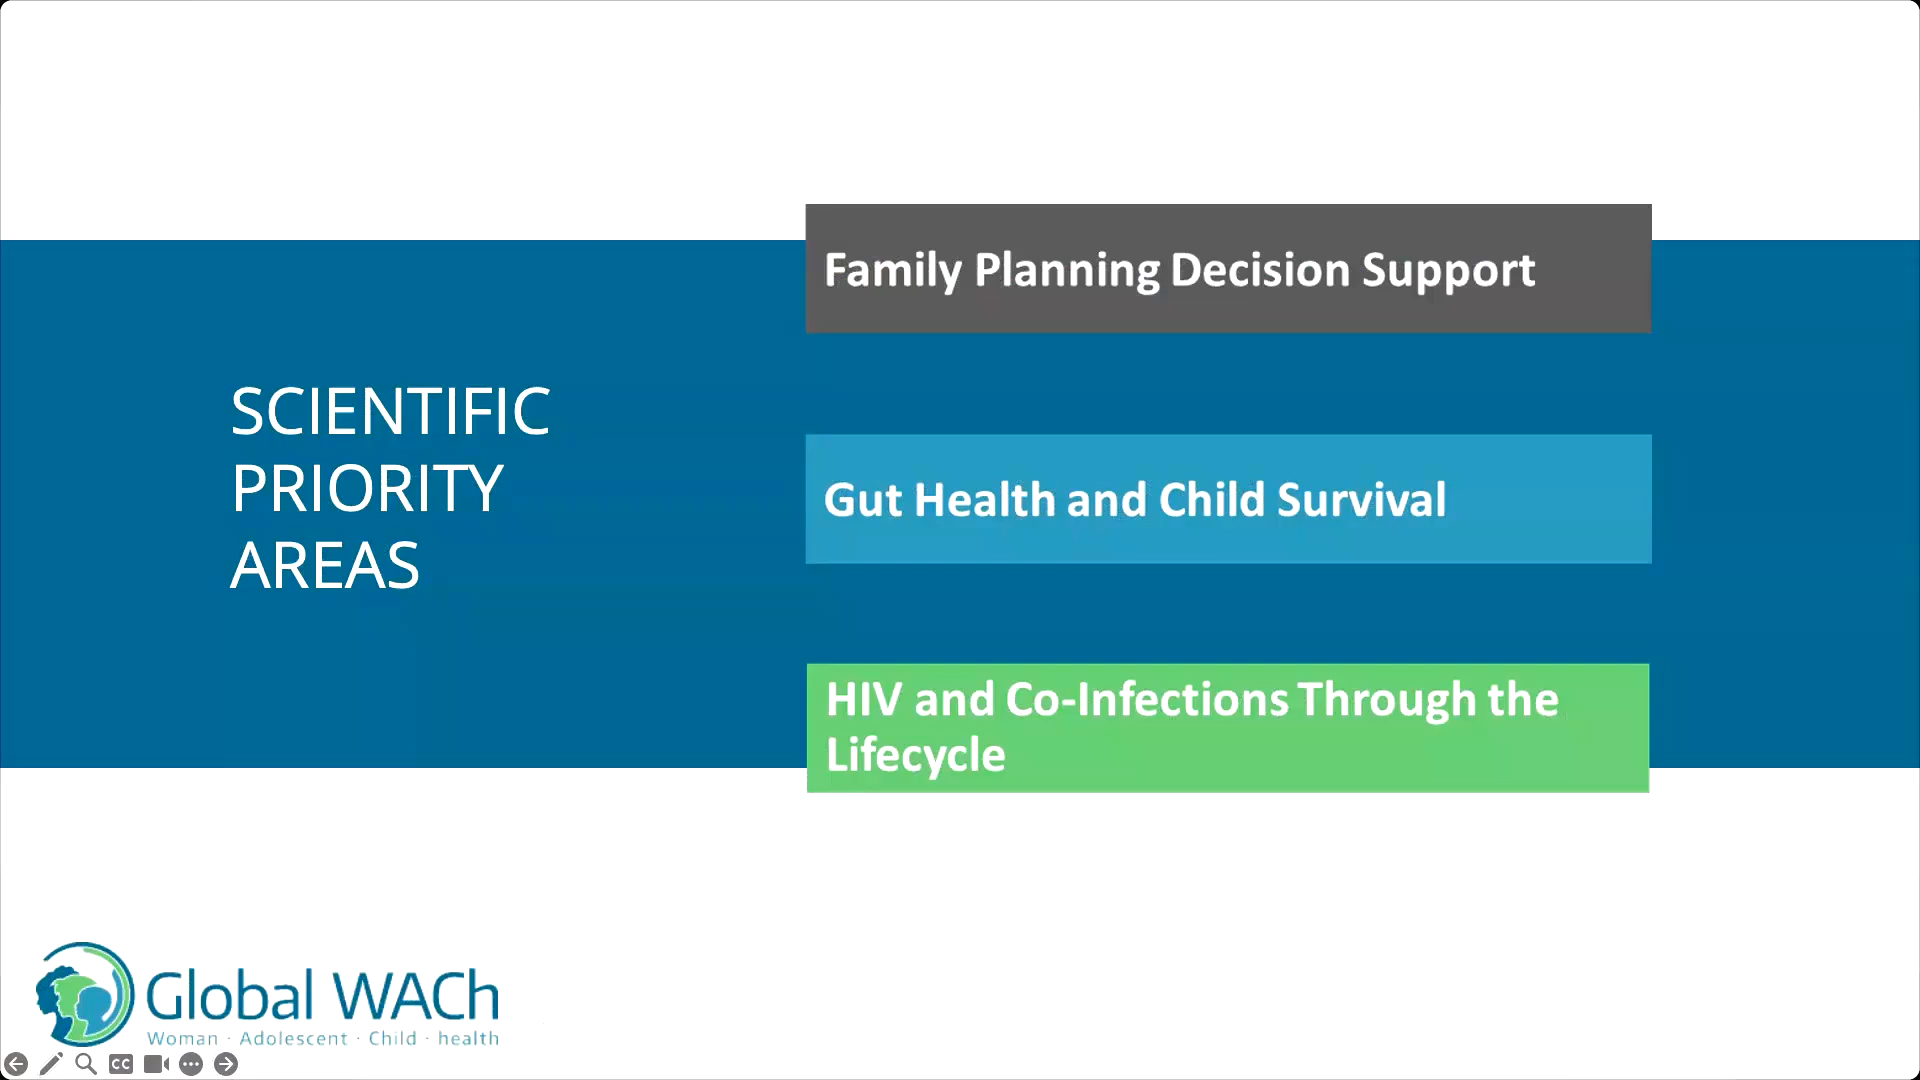 SCIENTIFIC
PRIORITY
AREAS
Family Planning Decision Support
Gut Health and Child Survival
HIV and Co-Infections Through the
Lifecycle
Global WACh
Woman · Adolescent · Child · health
CC